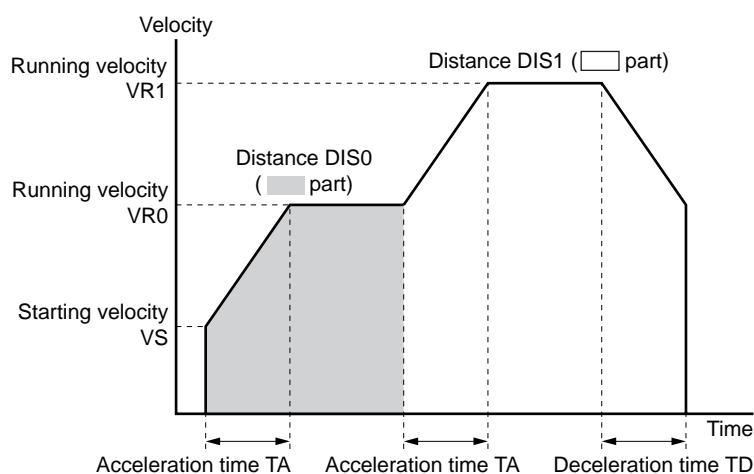 Velocity
Running velocity
VR1
Distance DIS1 ( part)
Distance DIS0
( part)
Running velocity
VR0
Starting velocity
VS
Time
Acceleration time TA Acceleration time TA Deceleration time TD